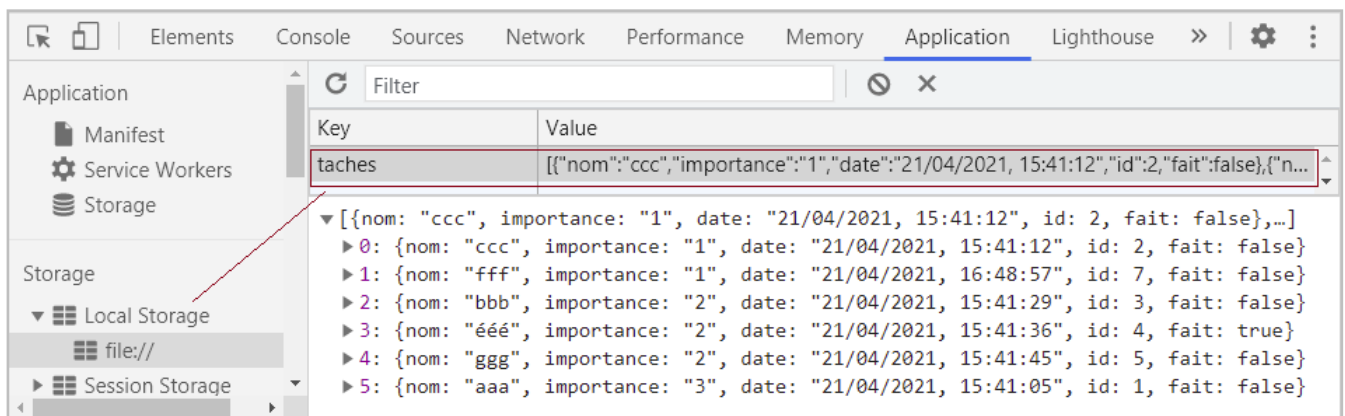 Elements Console Sources Network Performance Memory Application Lighthouse »
Application
Manifest
Service Workers
Storage
Storage
Local Storage
file://
Session Storage
Filter
Key Value
taches [{"nom":"ccc","importance":"1","date":"21/04/2021, 15:41:12","id":2,"fait":false},{"n...
▼[{nom: "ccc", importance: "1", date: "21/04/2021, 15:41:12", id: 2, fait: false},…]
▶0: {nom: "ccc", importance: "1", date: "21/04/2021, 15:41:12", id: 2, fait: false}
▶1: {nom: "fff", importance: "1", date: "21/04/2021, 16:48:57", id: 7, fait: false}
▶2: {nom: "bbb", importance: "2", date: "21/04/2021, 15:41:29", id: 3, fait: false}
▶3: {nom: "ééé", importance: "2", date: "21/04/2021, 15:41:36", id: 4, fait: true}
▶4: {nom: "ggg", importance: "2", date: "21/04/2021, 15:41:45", id: 5, fait: false}
▶5: {nom: "aaa", importance: "3", date: "21/04/2021, 15:41:05", id: 1, fait: false}